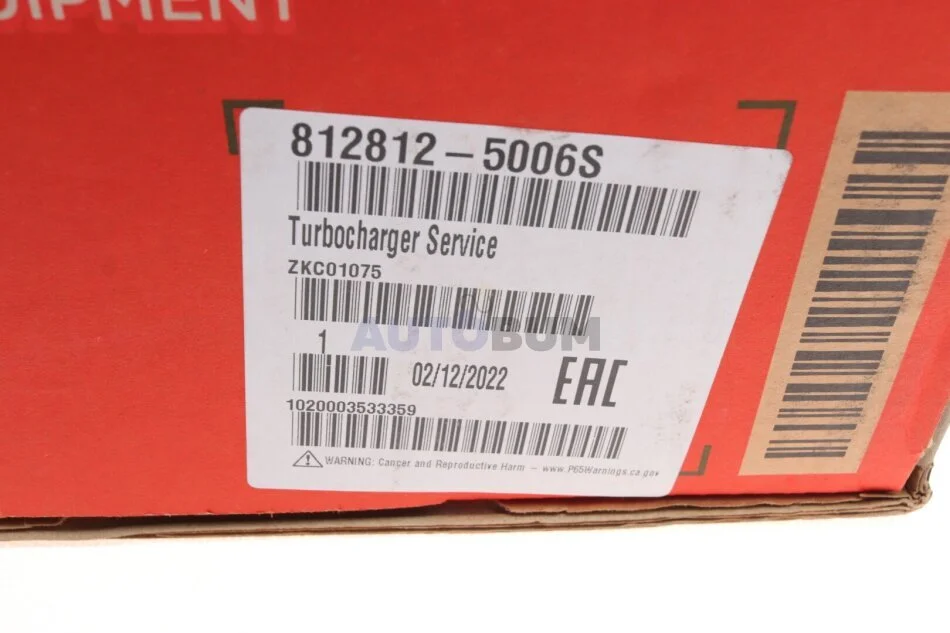 UIPMENT
812812-5006S
Turbocharger Service
ZKC01075
AUTOBUM
1
02/12/2022 EAC
1020003533359
WARNING: Cancer and Reproductive Harm - www.P65Warnings.ca.gov